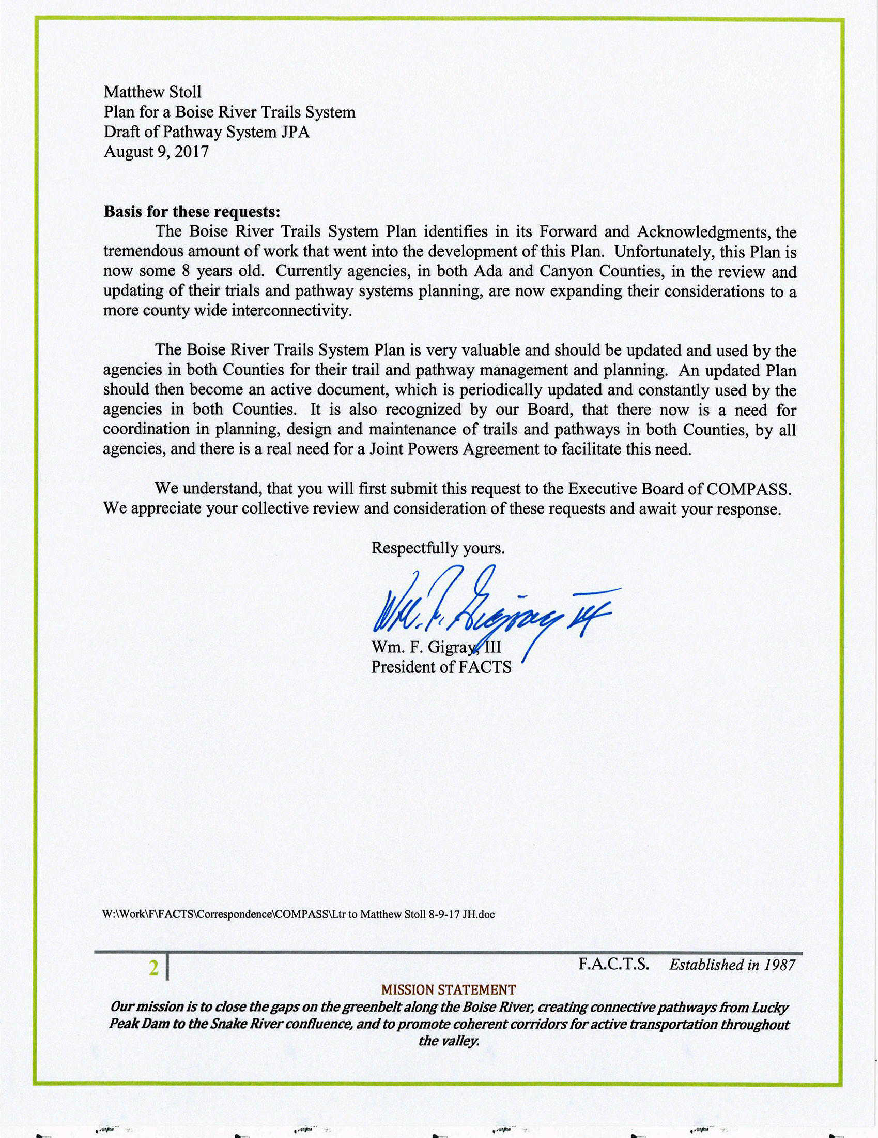 Matthew Stoll
Plan for a Boise River Trails System
Draft of Pathway System JPA
August 9, 2017
Basis for these requests:
The Boise River Trails System Plan identifies in its Forward and Acknowledgments, the
tremendous amount of work that went into the development of this Plan. Unfortunately, this Plan is
now some 8 years old. Currently agencies, in both Ada and Canyon Counties, in the review and
updating of their trials and pathway systems planning, are now expanding their considerations to a
more county wide interconnectivity.
The Boise River Trails System Plan is very valuable and should be updated and used by the
agencies in both Counties for their trail and pathway management and planning. An updated Plan
should then become an active document, which is periodically updated and constantly used by the
agencies in both Counties. It is also recognized by our Board, that there now is a need for
coordination in planning, design and maintenance of trails and pathways in both Counties, by all
agencies, and there is a real need for a Joint Powers Agreement to facilitate this need.
We understand, that you will first submit this request to the Executive Board of COMPASS.
We appreciate your collective review and consideration of these requests and await your response.
Respectfully yours.
Wm. F. Gigray III
Wm. F. Gigray, III
President of FACTS
W:\Work\F\FACTS\Correspondence\COMPASS\Ltr to Matthew Stoll 8-9-17 JH.doc
2| F.A.C.T.S. Established in 1987
MISSION STATEMENT
Our mission is to close the gaps on the greenbelt along the Boise River, creating connective pathways from Lucky
Peak Dam to the Snake River confluence, and to promote coherent corridors for active transportation throughout
the valley.